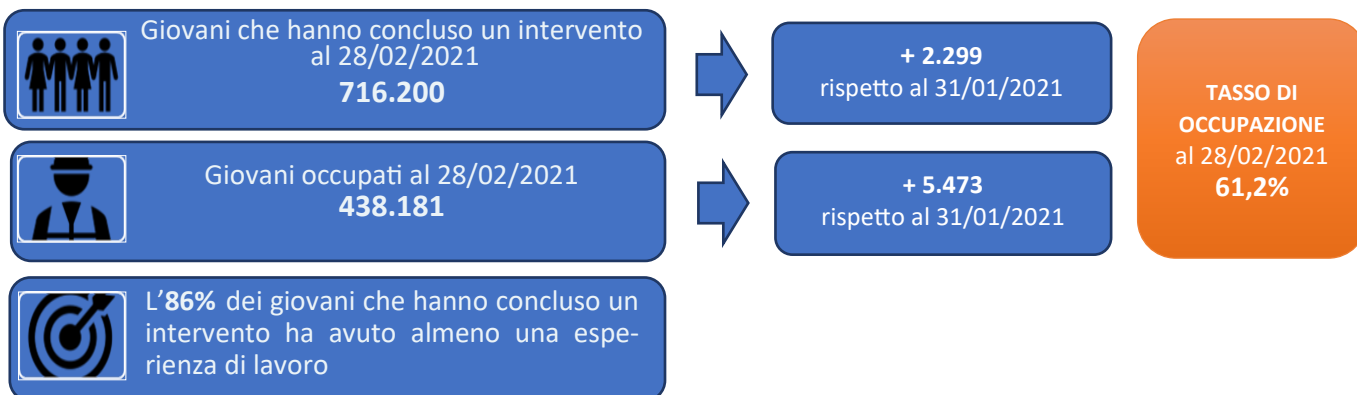 Giovani che hanno concluso un intervento
al 28/02/2021
716.200
+ 2.299
rispetto al 31/01/2021
Giovani occupati al 28/02/2021
438.181
+ 5.473
rispetto al 31/01/2021
TASSO DI
OCCUPAZIONE
al 28/02/2021
61,2%
L'86% dei giovani che hanno concluso un
intervento ha avuto almeno una espe-
rienza di lavoro